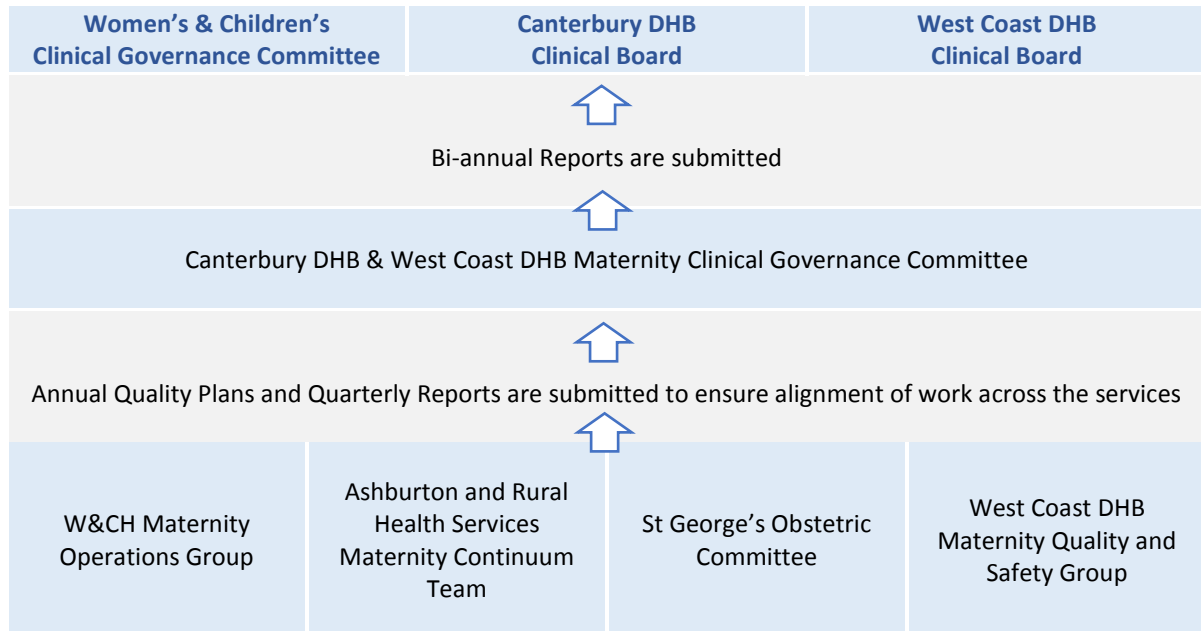 Women's & Children's
Clinical Governance Committee
Canterbury DHB
Clinical Board
West Coast DHB
Clinical Board
Bi-annual Reports are submitted
Canterbury DHB & West Coast DHB Maternity Clinical Governance Committee
Annual Quality Plans and Quarterly Reports are submitted to ensure alignment of work across the services
W&CH Maternity
Operations Group
Ashburton and Rural
Health Services
Maternity Continuum
Team
St George's Obstetric
Committee
West Coast DHB
Maternity Quality and
Safety Group